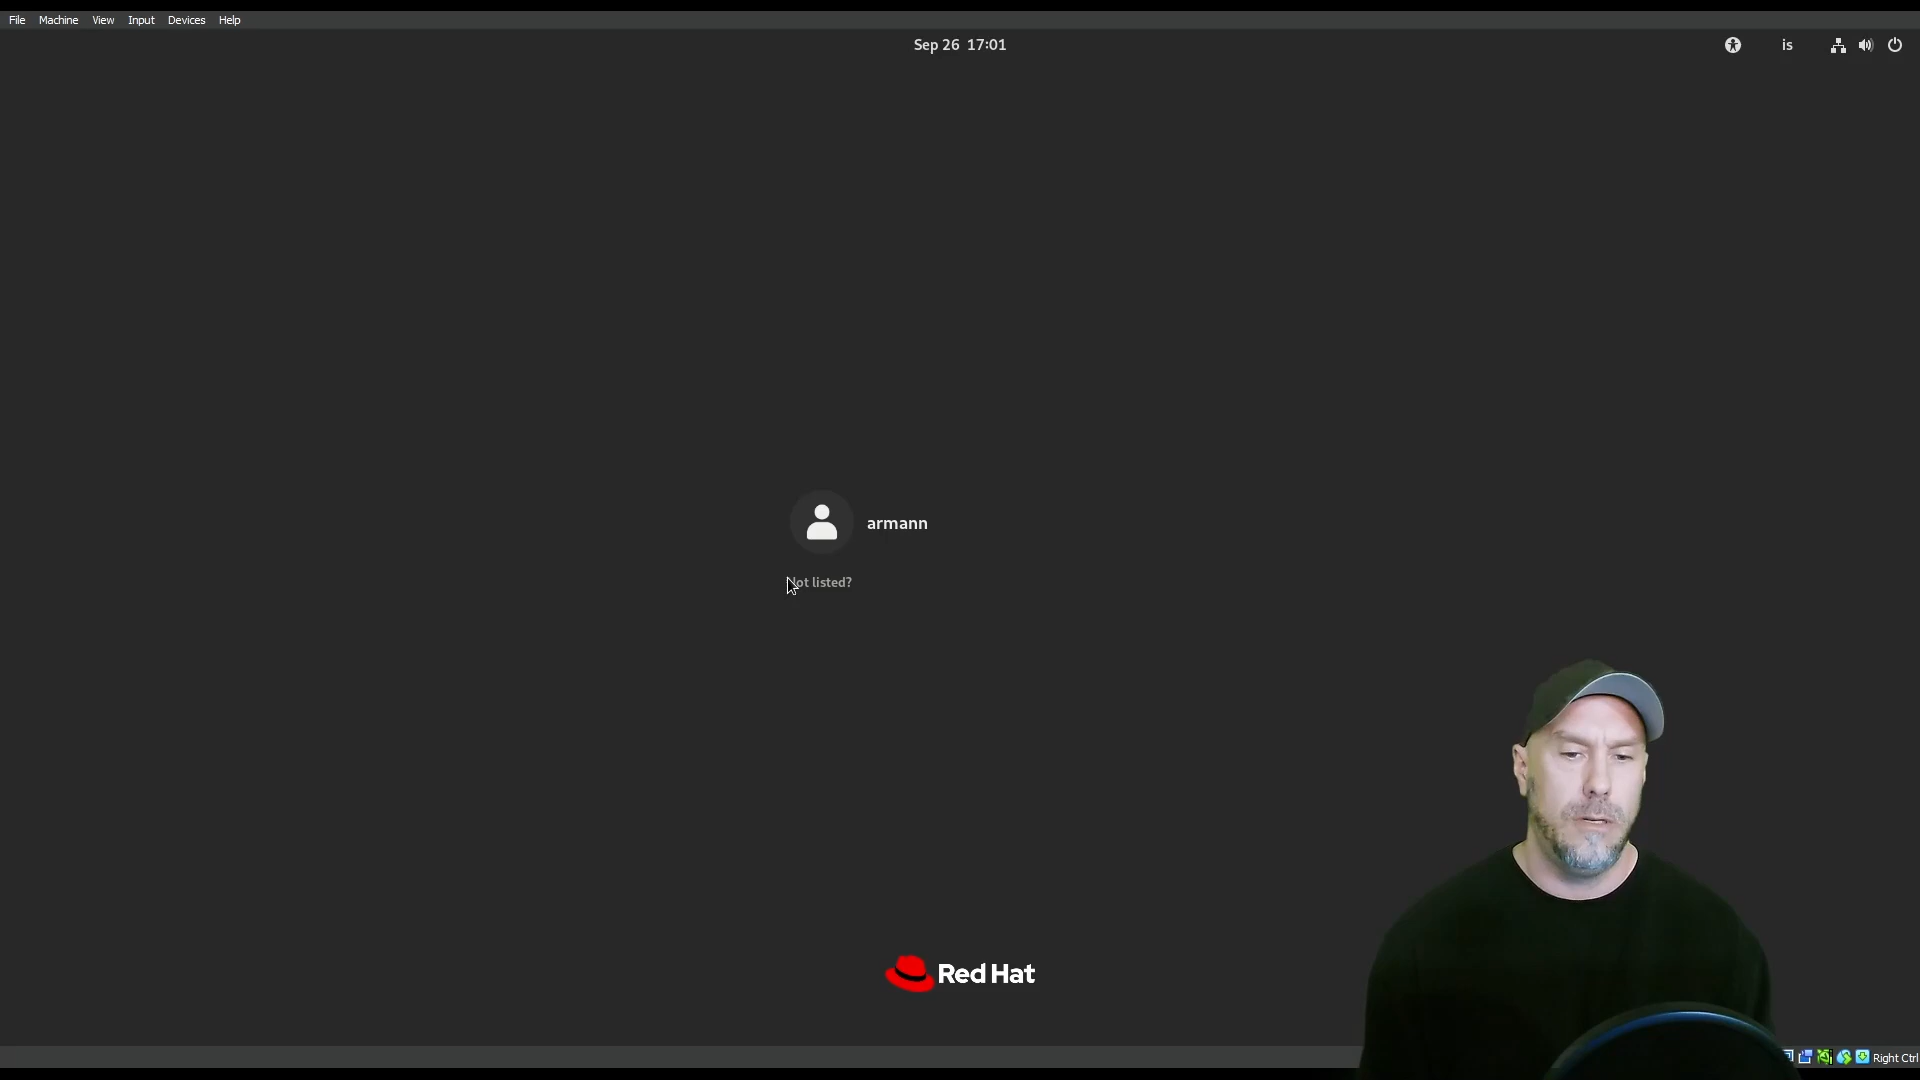 File Machine View Input Devices Help
Sep 26 17:01
is
armann
Not listed?
Red Hat
Right Ctrl